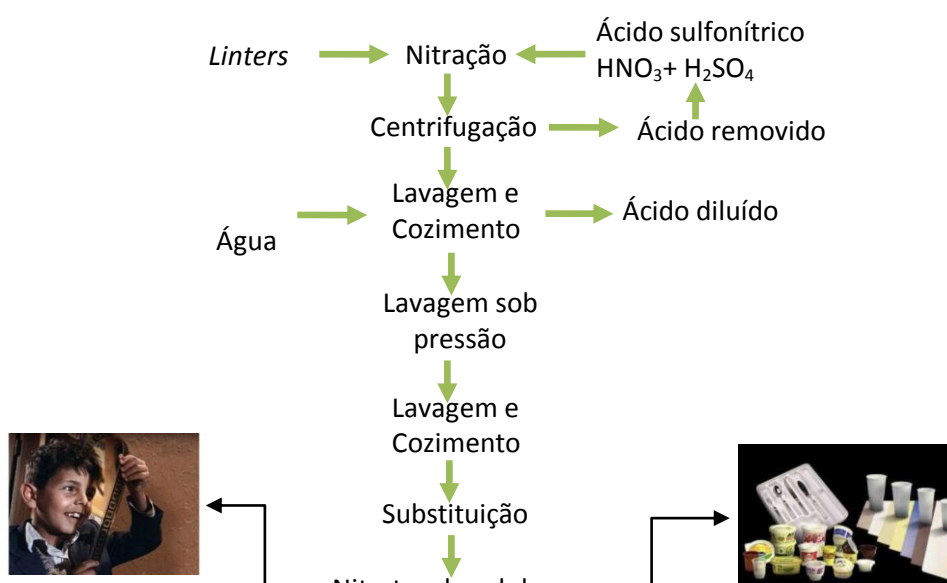 Linters
Nitração
Ácido sulfonítrico
HNO₃+ H₂SO₄
Centrifugação
Ácido removido
Lavagem e
Cozimento
Ácido diluído
Água
Lavagem sob
pressão
Lavagem e
Cozimento
Substituição